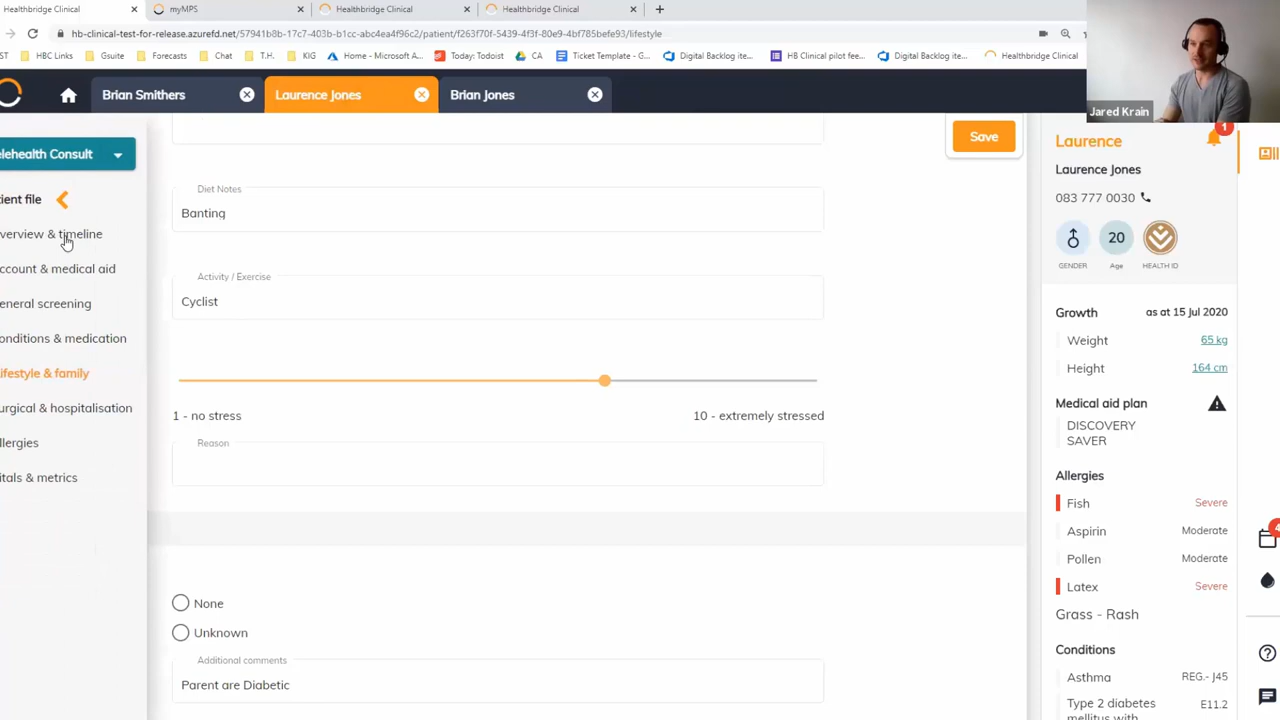 Healthbridge Clinical
myMPS
Healthbridge Clinical
Healthbridge Clinical
hb-clinical-test-for-release.azurefd.net/57941b8b-17c7-403b-b1cc-abc4ea4f96c2/patient/f263f70f-5439-4f3f-80e9-4bf785befe93/lifestyle
ST HBC Links Gsuite Forecasts Chat T.H. KIG Home - Microsoft A... Today: Todoist CA Ticket Template - G... Digital Backlog ite... HB Clinical pilot fee... Digital Backlog ite... Healthbridge Clinical
Jared Krain
Brian Smithers
Laurence Jones
Brian Jones
elehealth Consult
ient file
verview & timeline
ccount & medical aid
eneral screening
onditions & medication
ifestyle & family
urgical & hospitalisation
llergies
itals & metrics
Save
Diet Notes
Banting
Activity / Exercise
Cyclist
1 - no stress
10 - extremely stressed
Reason
None
Unknown
Additional comments
Parent are Diabetic
1
Laurence
Laurence Jones
083 777 0030
20
GENDER
Age
HEALTH ID
Growth as at 15 Jul 2020
Weight 65 kg
Height 164 cm
Medical aid plan
DISCOVERY
SAVER
Allergies
Fish Severe
Aspirin Moderate
Pollen Moderate
Latex Severe
Grass - Rash
Conditions
Asthma REG.- J45
Type 2 diabetes E11.2
mellitus with
4